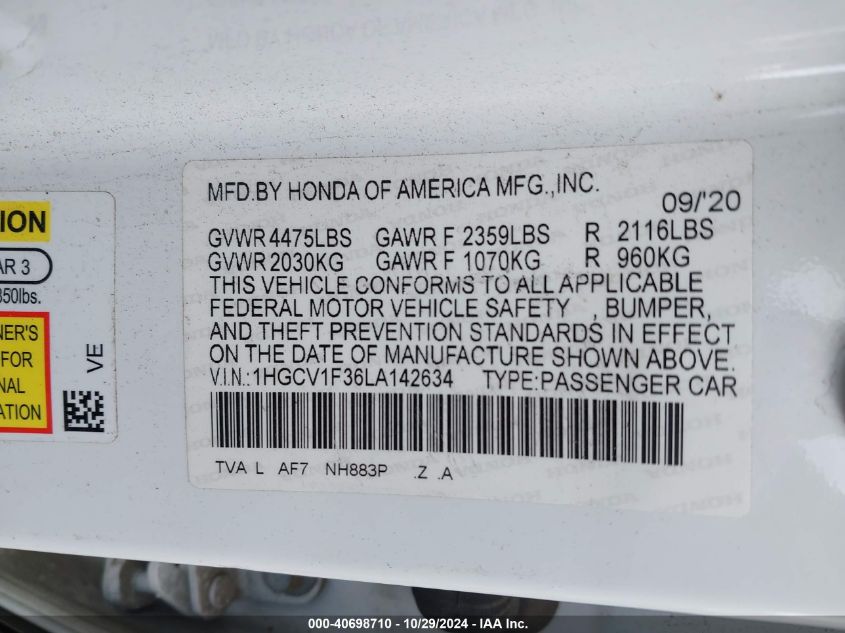 MFD.BY HONDA OF AMERICA MFG.,INC.
09/'20
GVWR 4475LBS GAWR F 2359LBS R 2116LBS
GVWR 2030KG GAWR F 1070KG R 960KG
THIS VEHICLE CONFORMS TO ALL APPLICABLE
FEDERAL MOTOR VEHICLE SAFETY , BUMPER,
AND THEFT PREVENTION STANDARDS IN EFFECT
ON THE DATE OF MANUFACTURE SHOWN ABOVE.
V.I.N.:1HGCV1F36LA142634 TYPE:PASSENGER CAR
TVA L AF7 NH883P .Z .A
ION
AR 3
350lbs.
NER'S
FOR
NAL
ATION
VE
00-40698710 - 10/29/2024 - IAA Inc.